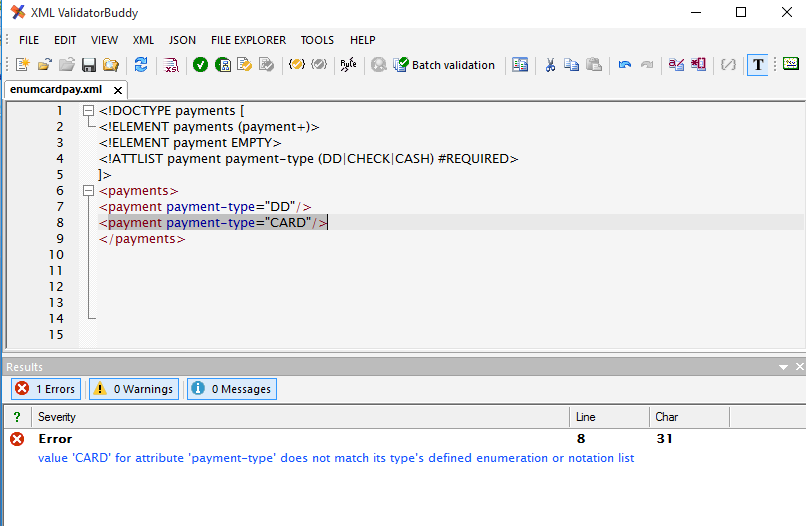 XML ValidatorBuddy
FILE EDIT VIEW XML JSON FILE EXPLORER TOOLS HELP
Batch validation T
enumcardpay.xml
1 <!DOCTYPE payments [
2 <!ELEMENT payments (payment+)>
3 <!ELEMENT payment EMPTY>
4 <!ATTLIST payment payment-type (DD|CHECK|CASH) #REQUIRED>
5 ]>
6 <payments>
7 <payment payment-type="DD"/>
8 <payment payment-type="CARD"/>
9 </payments>
10
11
12
13
14
15
Results
1 Errors 0 Warnings 0 Messages
? Severity Line Char
Error 8 31
value 'CARD' for attribute 'payment-type' does not match its type's defined enumeration or notation list